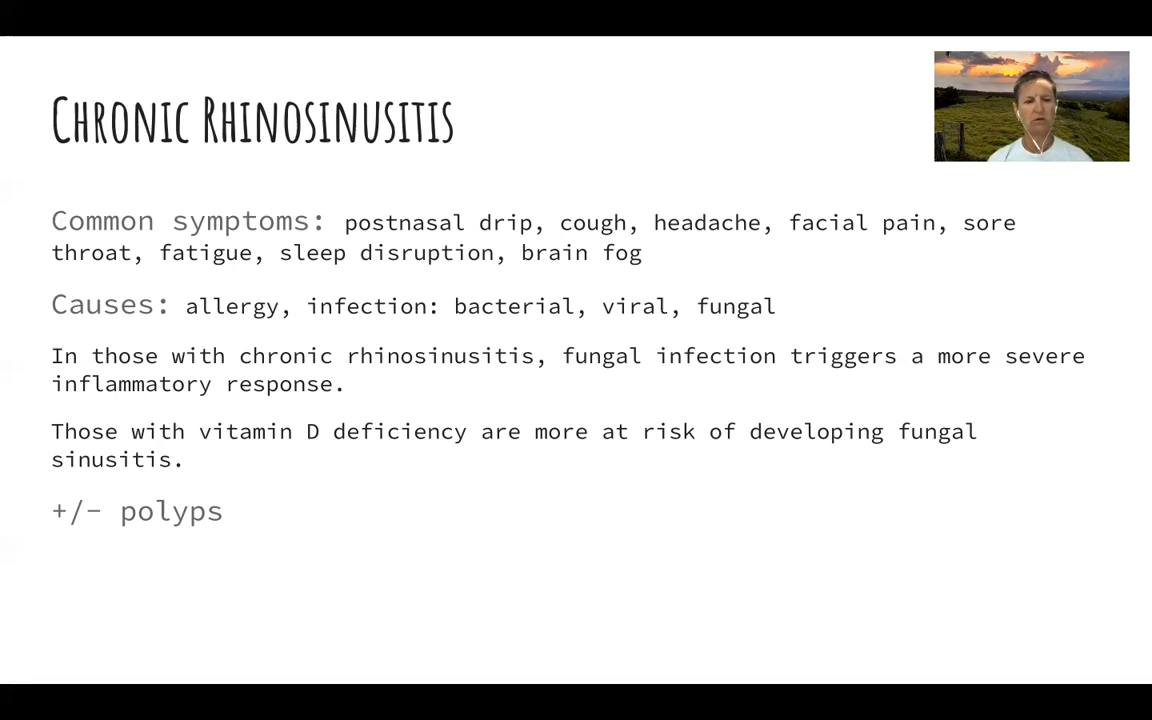 Chronic Rhinosinusitis
Common symptoms: postnasal drip, cough, headache, facial pain, sore
throat, fatigue, sleep disruption, brain fog
Causes: allergy, infection: bacterial, viral, fungal
In those with chronic rhinosinusitis, fungal infection triggers a more severe
inflammatory response.
Those with vitamin D deficiency are more at risk of developing fungal
sinusitis.
+/- polyps